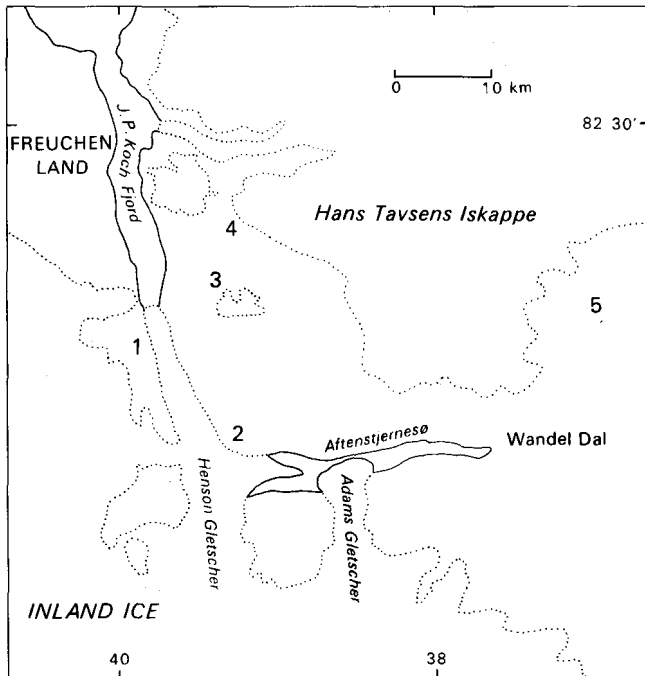 0 10 km
82 30'
FREUCHEN
LAND
J.P. Koch Fjord
Hans Tavsens Iskappe
4
3
5
1
2
Aftenstjernesø
Wandel Dal
Henson Gletscher
Adams Gletscher
INLAND ICE
40
38